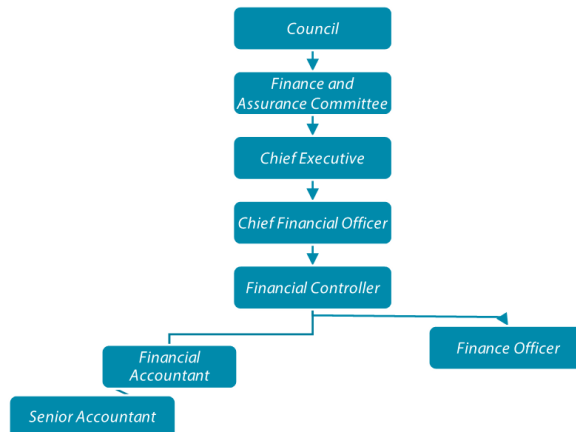 Council
Finance and
Assurance Committee
Chief Executive
Chief Financial Officer
Financial Controller
Finance Officer
Financial
Accountant
Senior Accountant